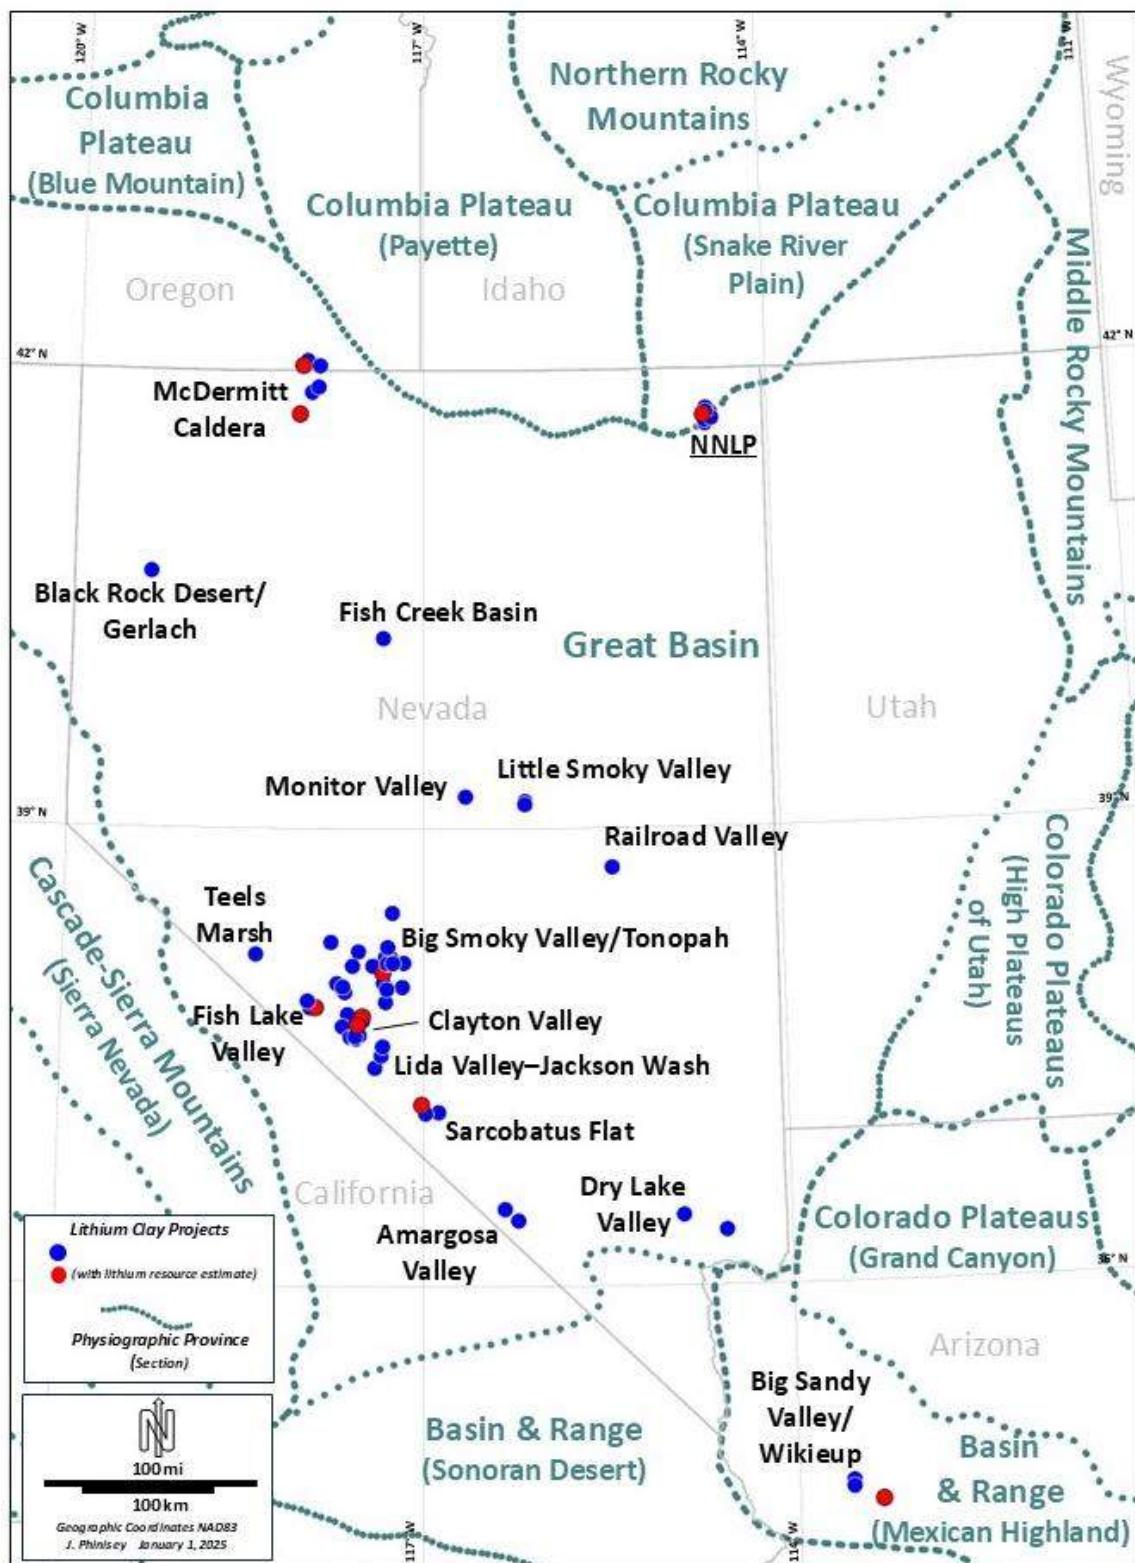 120° W
117° W
114° W
111° W
Wyoming
Northern Rocky
Mountains
Columbia
Plateau
(Blue Mountain)
Columbia Plateau
(Payette)
Columbia Plateau
(Snake River
Plain)
Middle Rocky Mountains
Oregon
Idaho
42° N
42° N
McDermitt
Caldera
NNLP
Black Rock Desert/
Gerlach
Fish Creek Basin
Great Basin
Nevada
Utah
Monitor Valley
Little Smoky Valley
39° N
39° N
Railroad Valley
Colorado Plateaus
(High Plateaus
of Utah)
Cascade-Sierra Mountains
(Sierra Nevada)
Teels
Marsh
Big Smoky Valley/Tonopah
Fish Lake
Valley
Clayton Valley
Lida Valley–Jackson Wash
Sarcobatus Flat
California
Amargosa
Valley
Dry Lake
Valley
Colorado Plateaus
(Grand Canyon)
36° N
Arizona
Big Sandy
Valley/
Wikieup
Basin & Range
(Sonoran Desert)
Basin
& Range
(Mexican Highland)
117° W
114° W
Lithium Clay Projects
(with lithium resource estimate)
Physiographic Province
(Section)
N
100 mi
100 km
Geographic Coordinates NAD83
J. Phinisey January 1, 2025